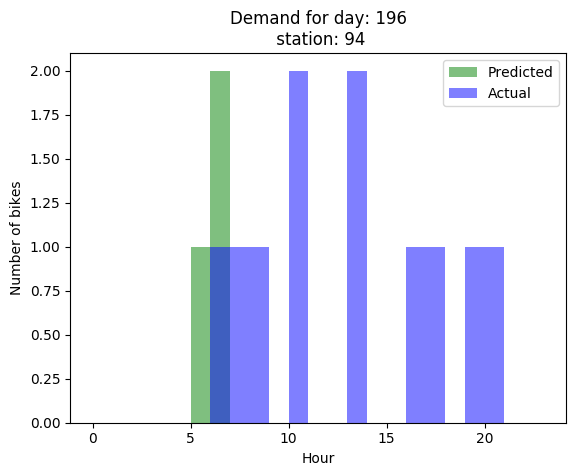 Demand for day: 196
station: 94
Predicted
Actual
Number of bikes
2.00
1.75
1.50
1.25
1.00
0.75
0.50
0.25
0.00
0 5 10 15 20
Hour